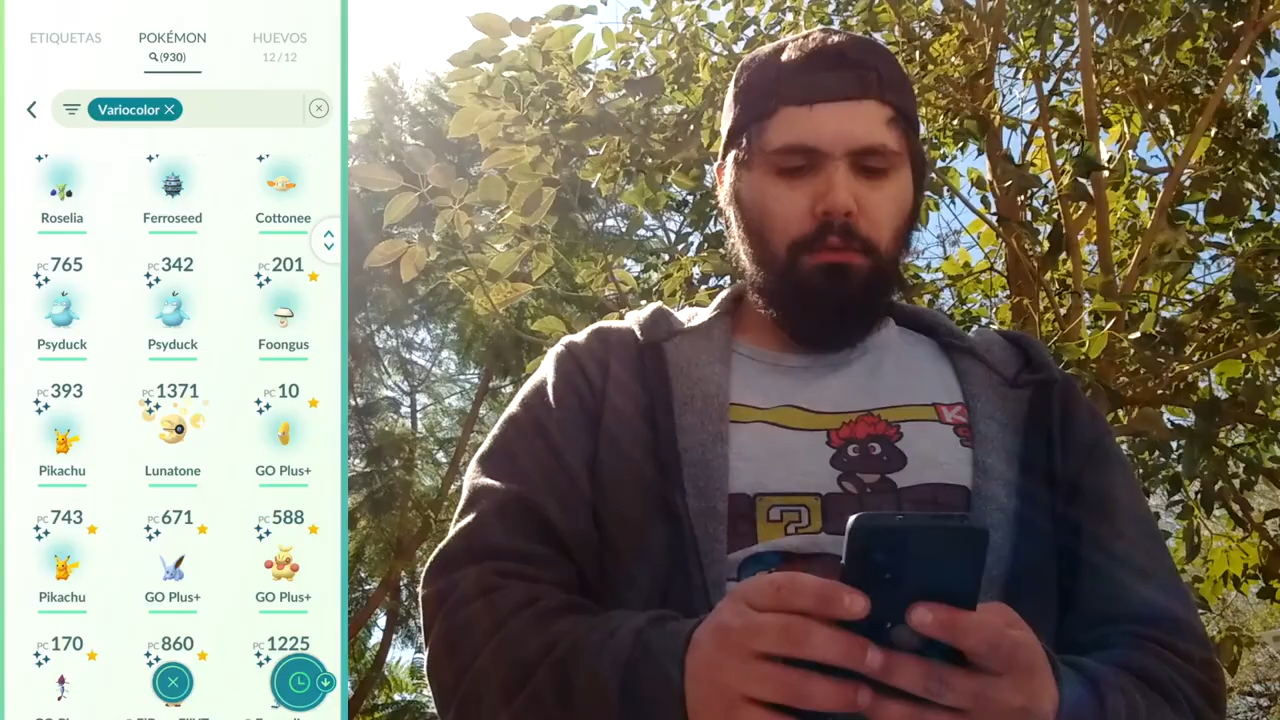 ETIQUETAS
POKÉMON
HUEVOS
(930)
12/12
Variocolor
Roselia
Ferroseed
Cottonee
PC 765
PC 342
PC 201
Psyduck
Psyduck
Foongus
PC 393
PC 1371
PC 10
Pikachu
Lunatone
GO Plus+
PC 743
PC 671
PC 588
Pikachu
GO Plus+
GO Plus+
PC 170
PC 860
PC 1225
K
?